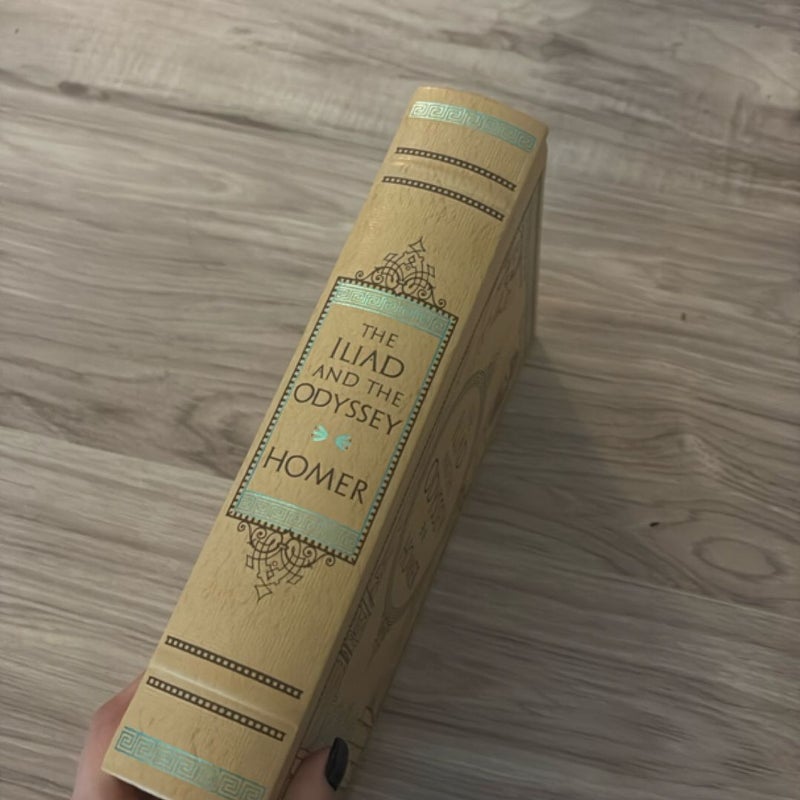 THE
ILIAD
AND THE
ODYSSEY
HOMER